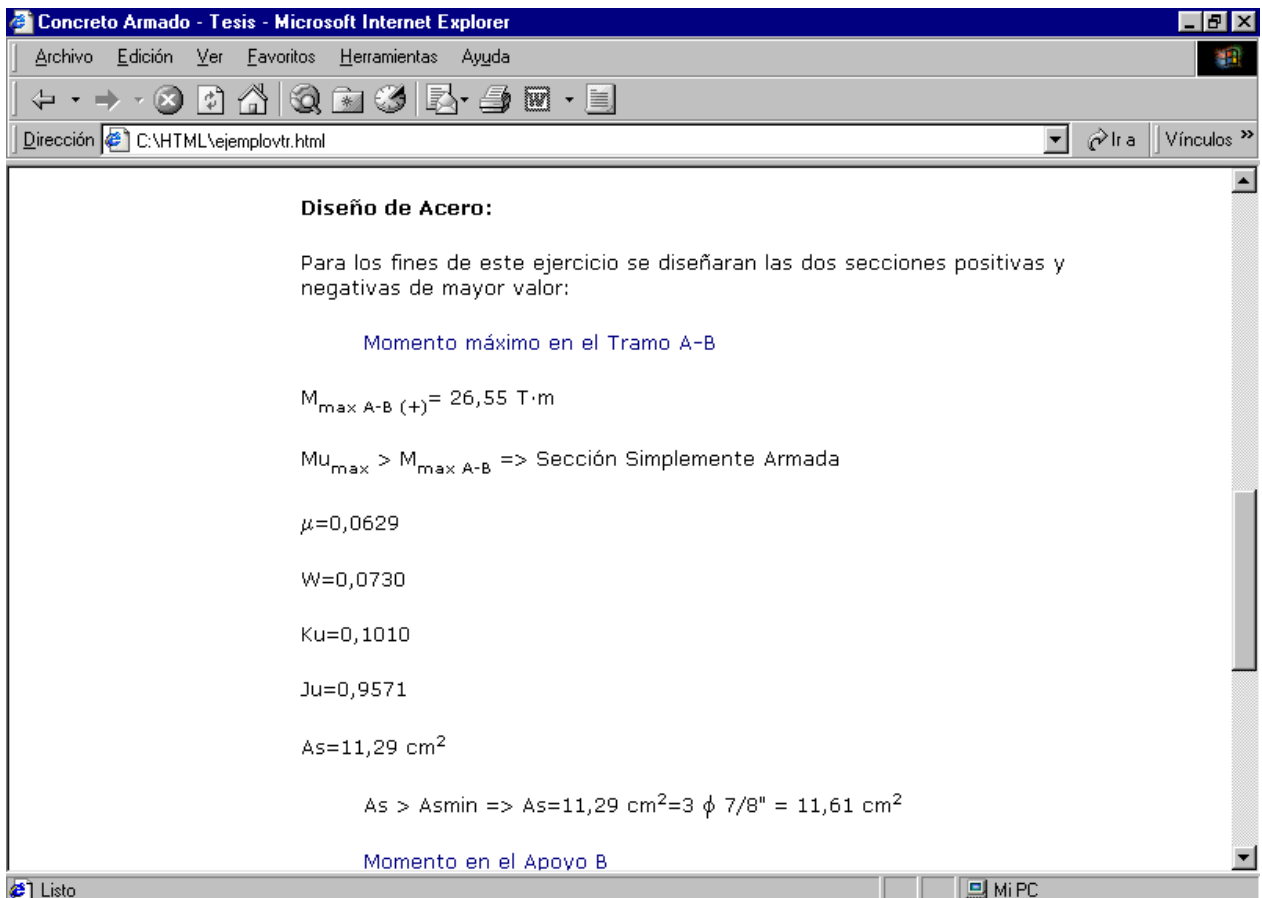 Concreto Armado - Tesis - Microsoft Internet Explorer
Archivo Edición Ver Favoritos Herramientas Ayuda
Dirección C:\HTML\ejemplovtr.html Ir a Vínculos »
Diseño de Acero:
Para los fines de este ejercicio se diseñaran las dos secciones positivas y
negativas de mayor valor:
Momento máximo en el Tramo A-B
Mmax A-B (+)= 26,55 T·m
Mumax > Mmax A-B => Sección Simplemente Armada
μ=0,0629
W=0,0730
Ku=0,1010
Ju=0,9571
As=11,29 cm²
As > Asmin => As=11,29 cm²=3 ϕ 7/8" = 11,61 cm²
Momento en el Apoyo B
Listo Mi PC